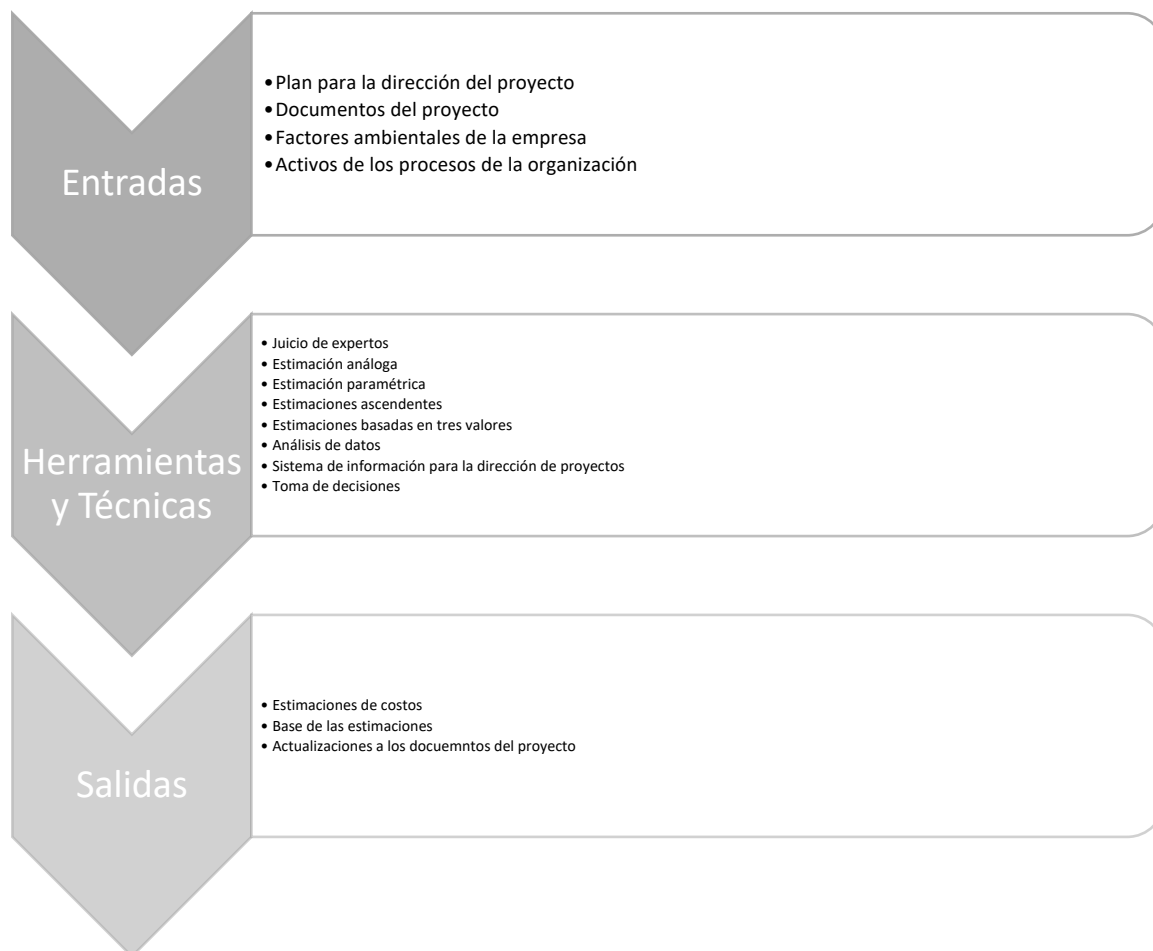 Entradas
•Plan para la dirección del proyecto
•Documentos del proyecto
•Factores ambientales de la empresa
•Activos de los procesos de la organización
Herramientas
y Técnicas
• Juicio de expertos
• Estimación análoga
• Estimación paramétrica
• Estimaciones ascendentes
• Estimaciones basadas en tres valores
• Análisis de datos
• Sistema de información para la dirección de proyectos
• Toma de decisiones
Salidas
• Estimaciones de costos
• Base de las estimaciones
• Actualizaciones a los docuemntos del proyecto